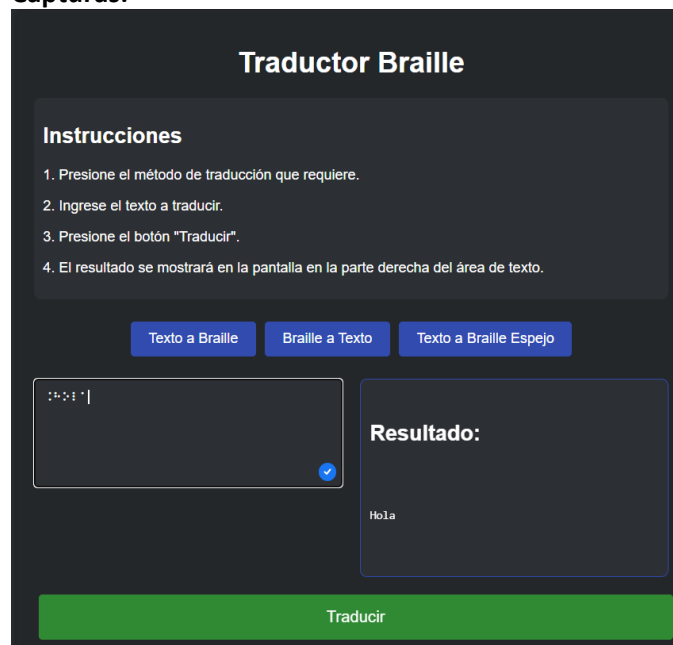 Capturas:
Traductor Braille
Instrucciones
1. Presione el método de traducción que requiere.
2. Ingrese el texto a traducir.
3. Presione el botón "Traducir".
4. El resultado se mostrará en la pantalla en la parte derecha del área de texto.
Texto a Braille Braille a Texto Texto a Braille Espejo
⠨⠓⠕⠇⠁
Resultado:
Hola
Traducir